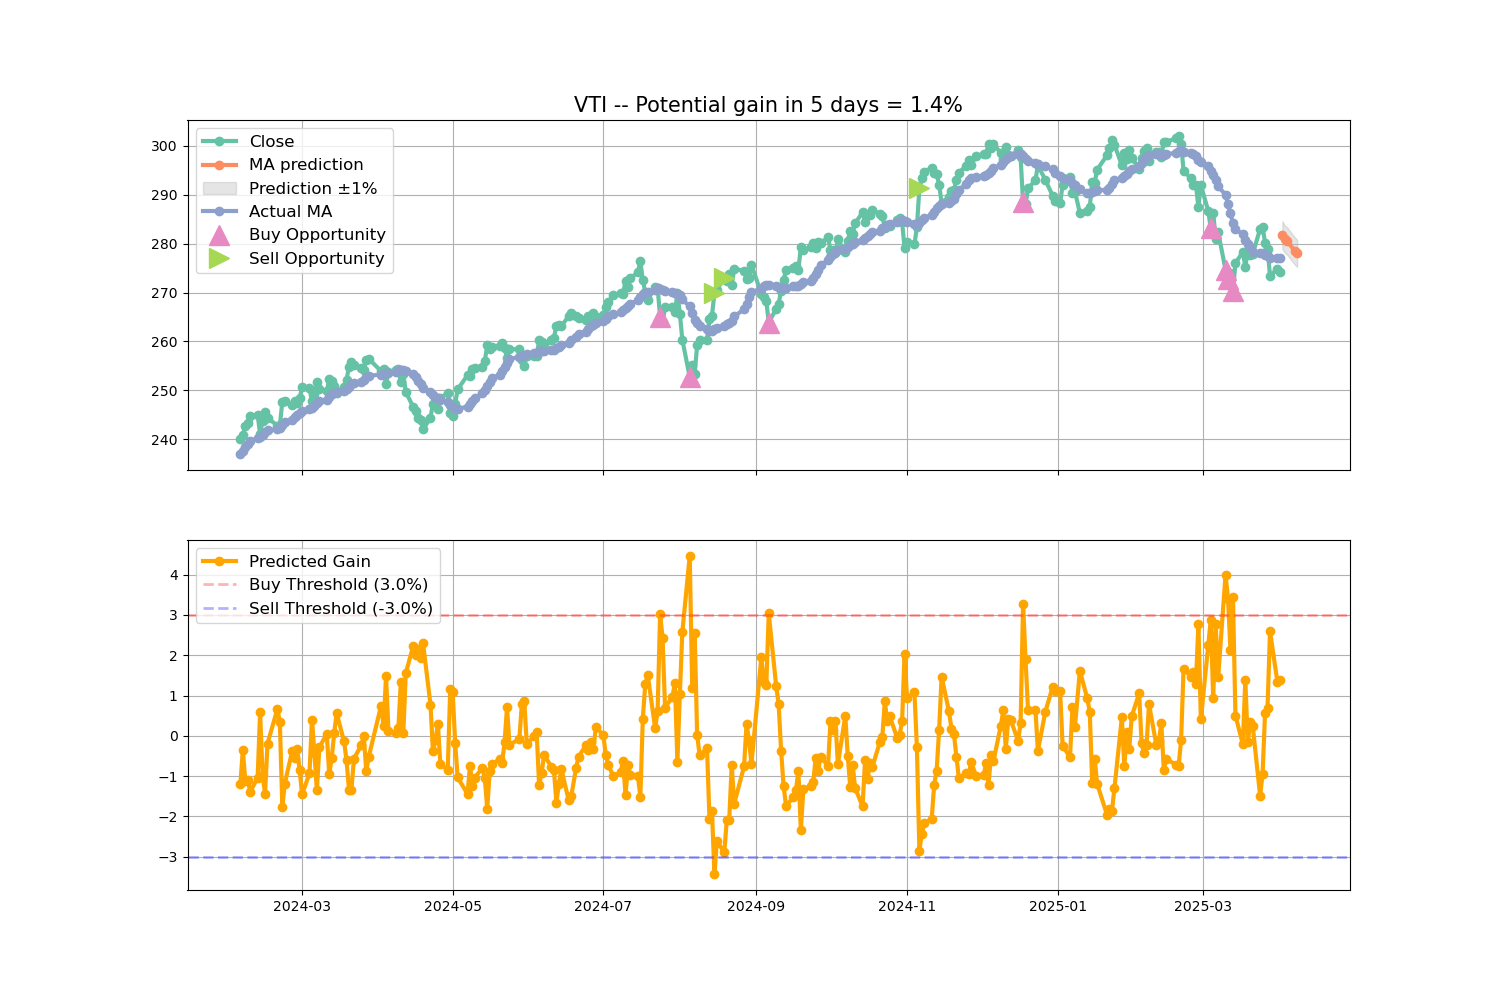 VTI -- Potential gain in 5 days = 1.4%
300
290
280
270
260
250
240
Close
MA prediction
Prediction ±1%
Actual MA
Buy Opportunity
Sell Opportunity
4
3
2
1
0
−1
−2
−3
Predicted Gain
Buy Threshold (3.0%)
Sell Threshold (-3.0%)
2024-03
2024-05
2024-07
2024-09
2024-11
2025-01
2025-03